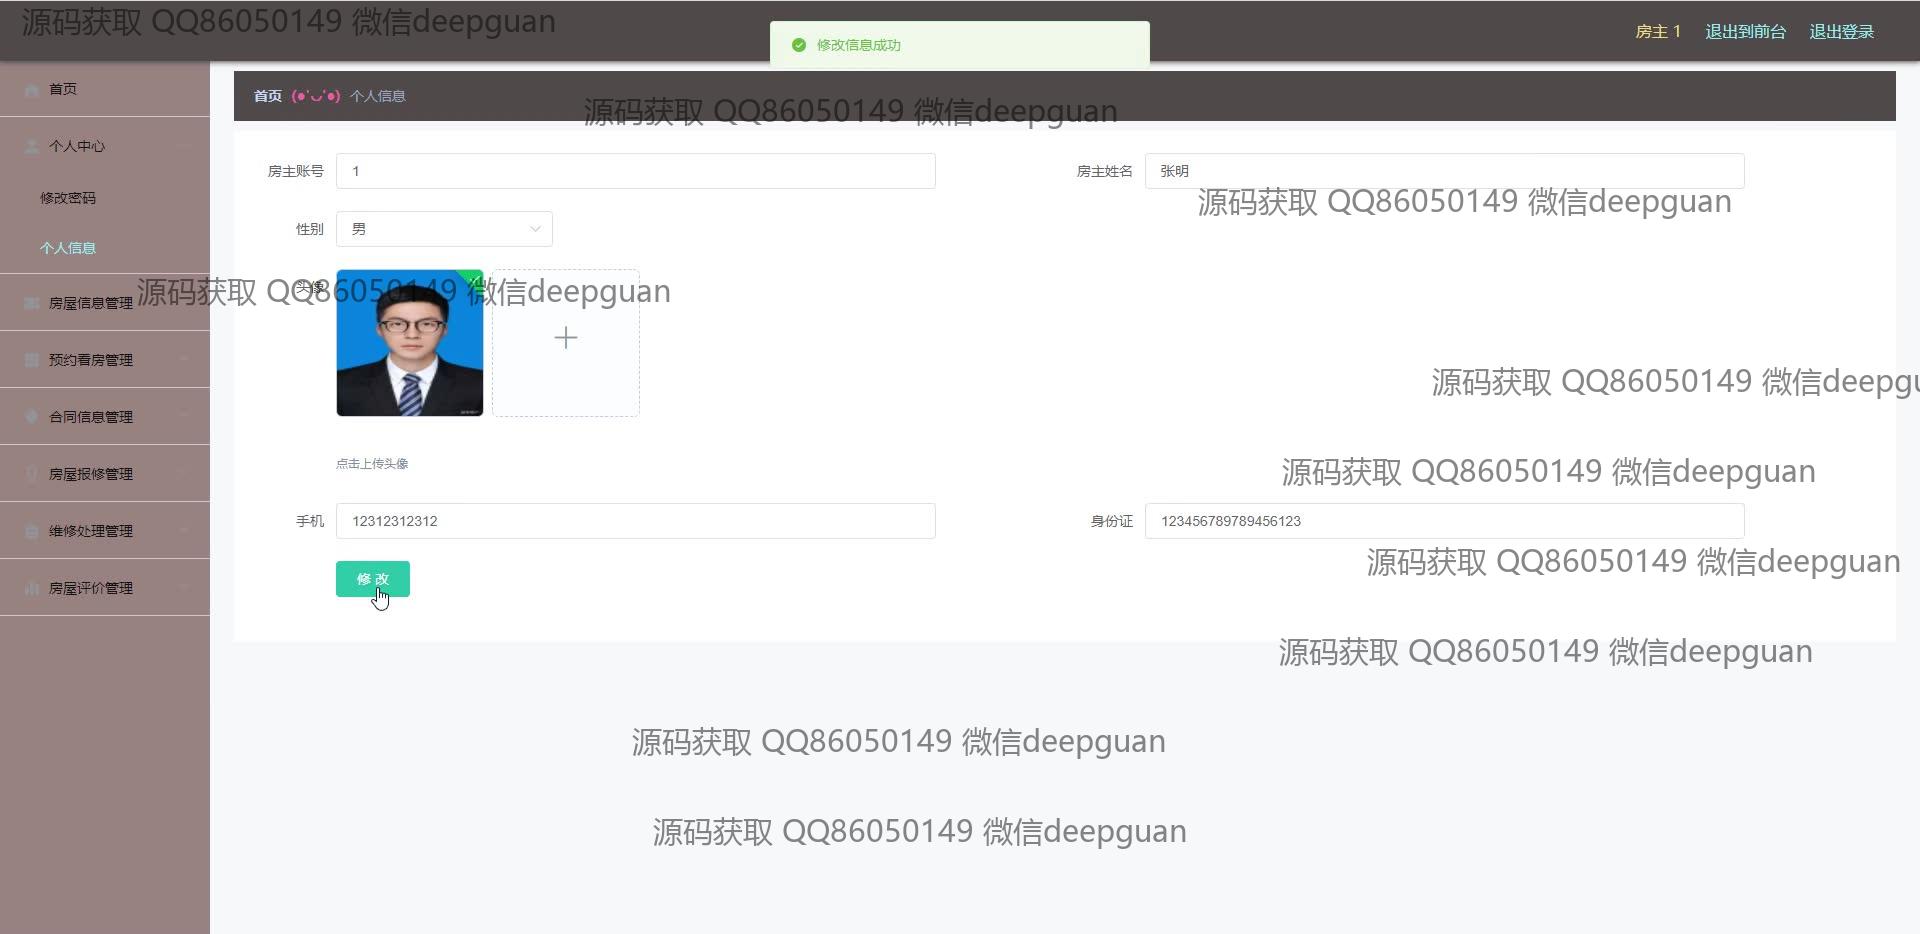 源码获取 QQ86050149 微信deepguan
修改信息成功
房主 1
退出到前台
退出登录
首页
个人中心
修改密码
个人信息
房屋信息管理
预约看房管理
合同信息管理
房屋报修管理
维修处理管理
房屋评价管理
首页 (●'◡'●) 个人信息
源码获取 QQ86050149 微信deepguan
房主账号 1
房主姓名 张明
源码获取 QQ86050149 微信deepguan
性别 男
头像
源码获取 QQ86050149 微信deepguan
源码获取 QQ86050149 微信deepgu
点击上传头像
源码获取 QQ86050149 微信deepguan
手机 12312312312
身份证 123456789789456123
源码获取 QQ86050149 微信deepguan
修 改
源码获取 QQ86050149 微信deepguan
源码获取 QQ86050149 微信deepguan
源码获取 QQ86050149 微信deepguan